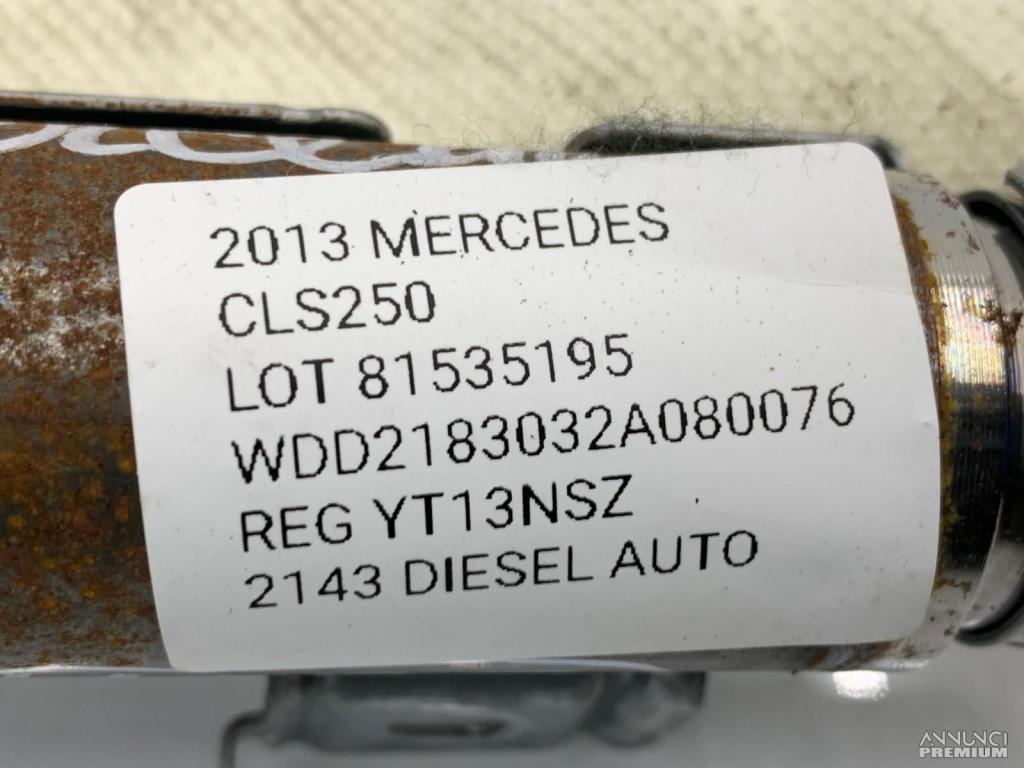 2013 MERCEDES
CLS250
LOT 81535195
WDD2183032A080076
REG YT13NSZ
2143 DIESEL AUTO
ANNUNCI
PREMIUM